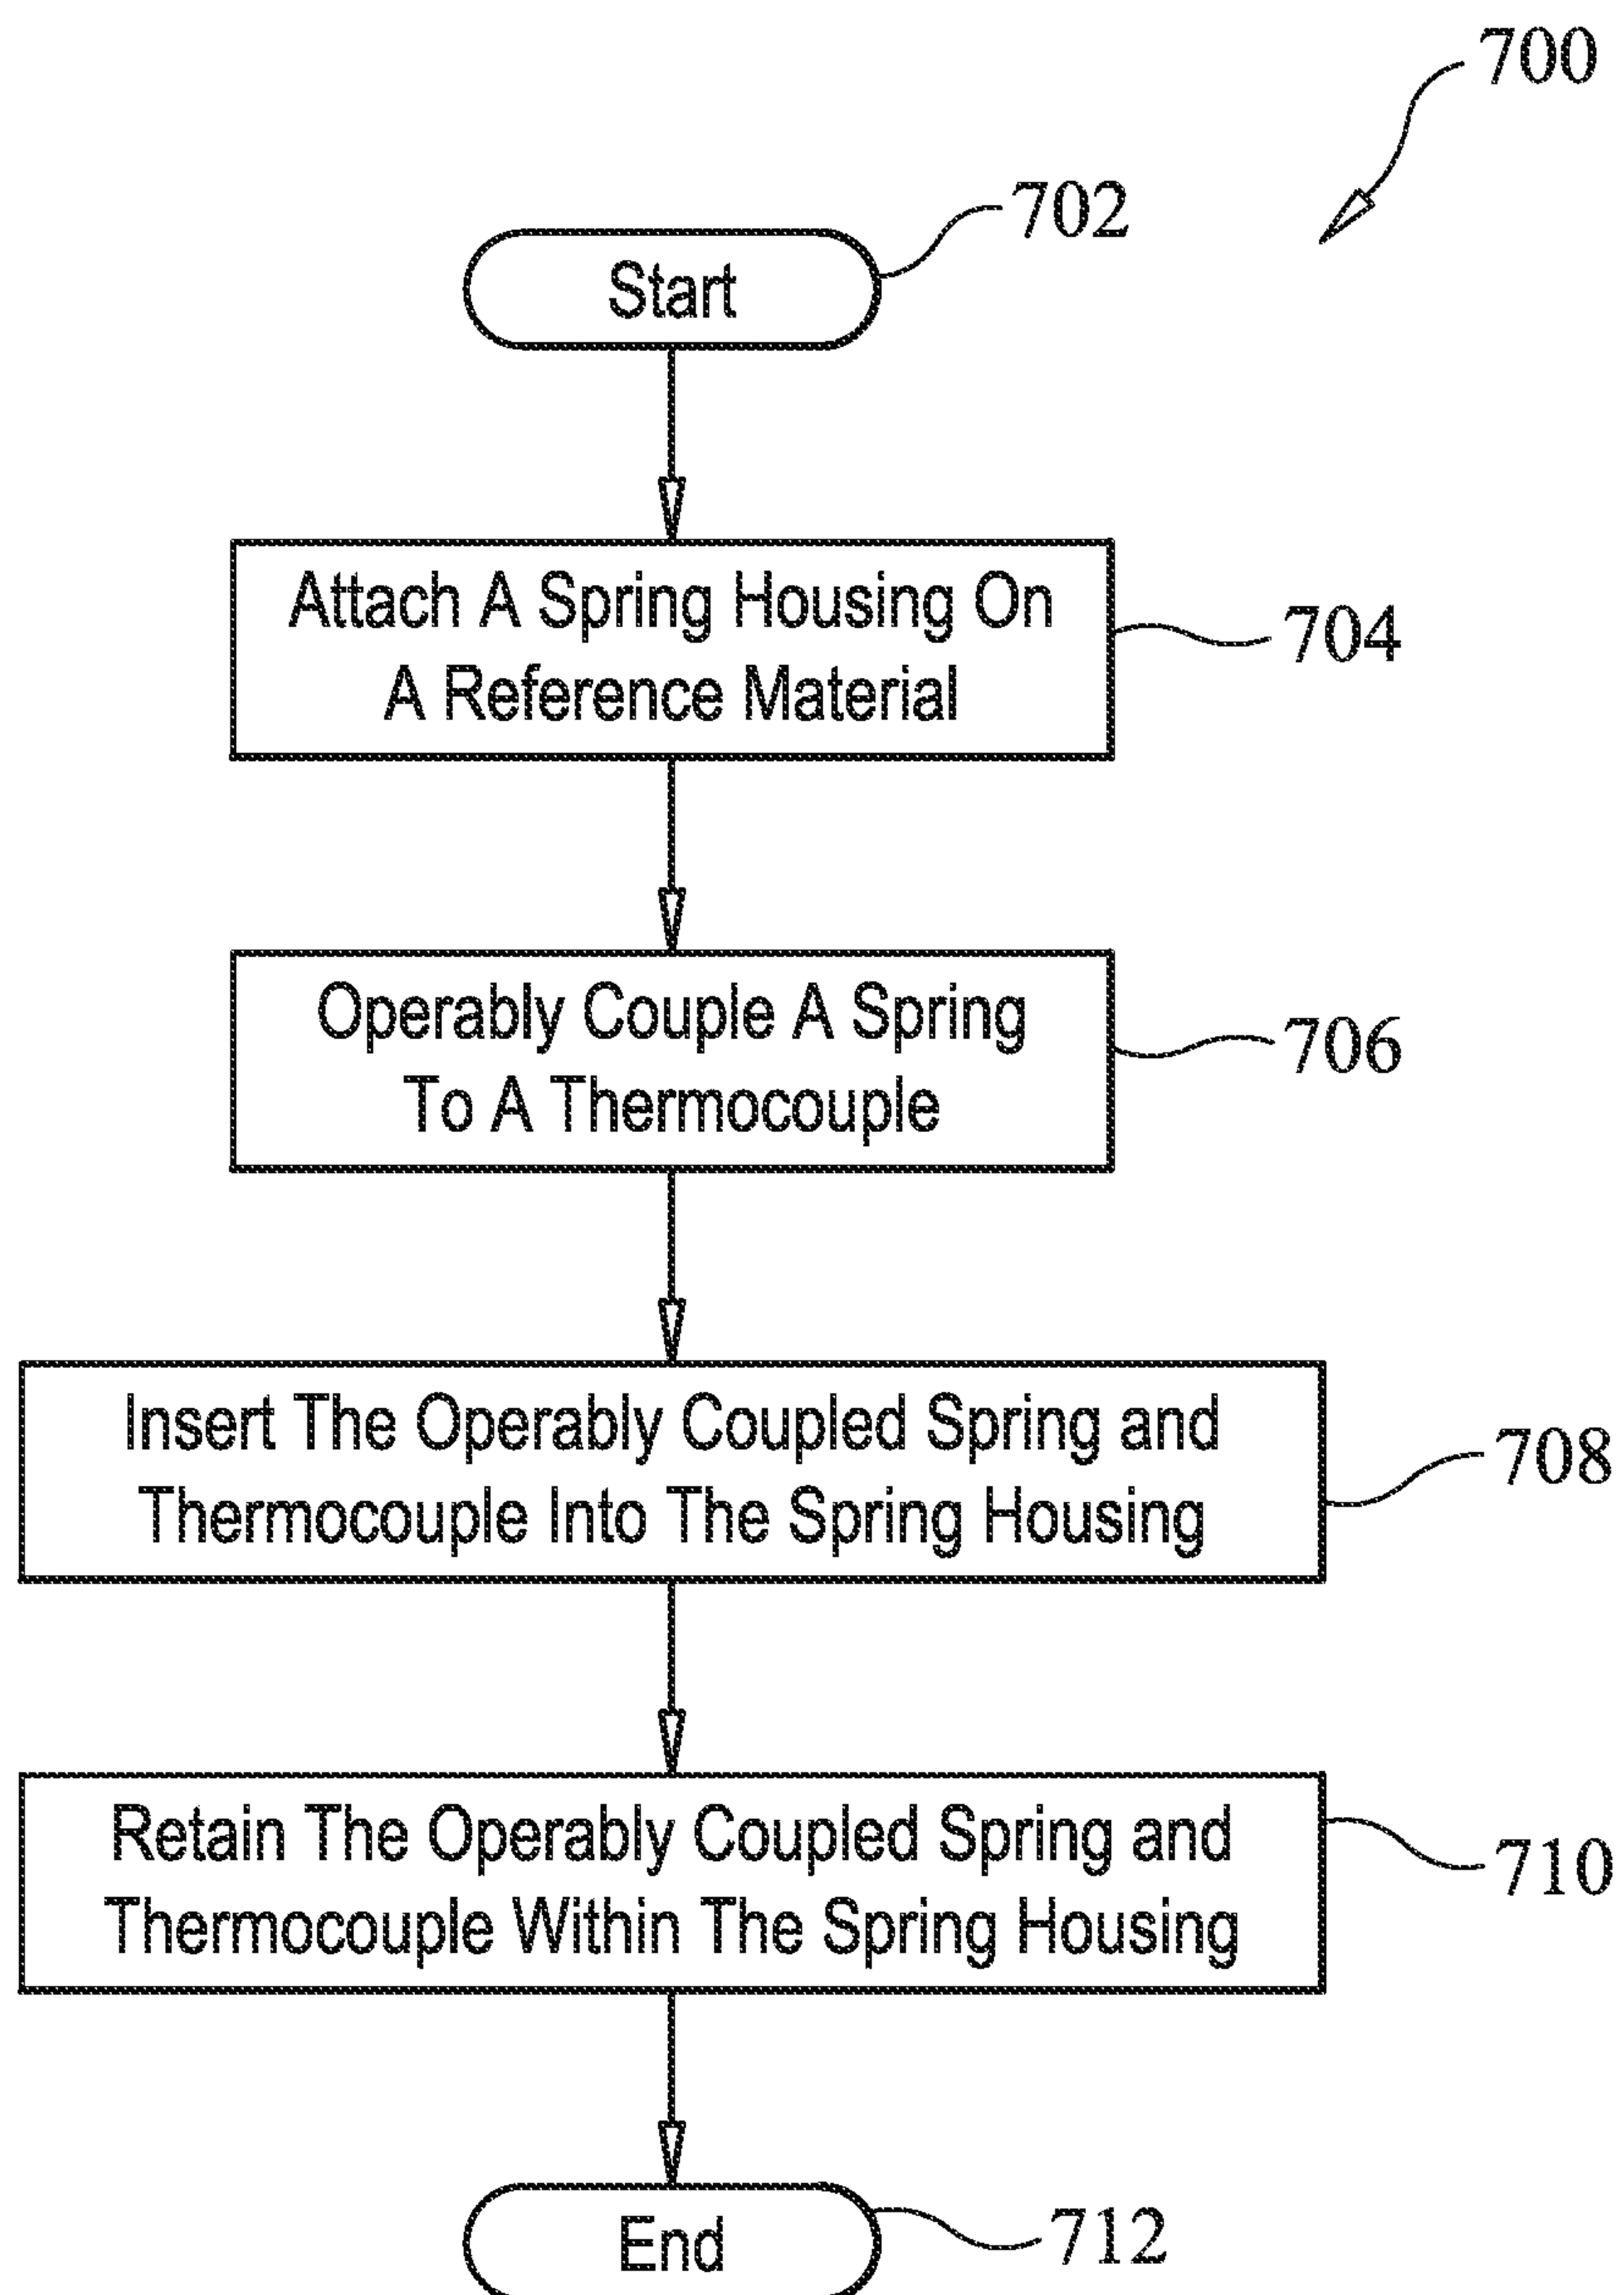 700
702
Start
Attach A Spring Housing On
A Reference Material
704
Operably Couple A Spring
To A Thermocouple
706
Insert The Operably Coupled Spring and
Thermocouple Into The Spring Housing
708
Retain The Operably Coupled Spring and
Thermocouple Within The Spring Housing
710
End
712